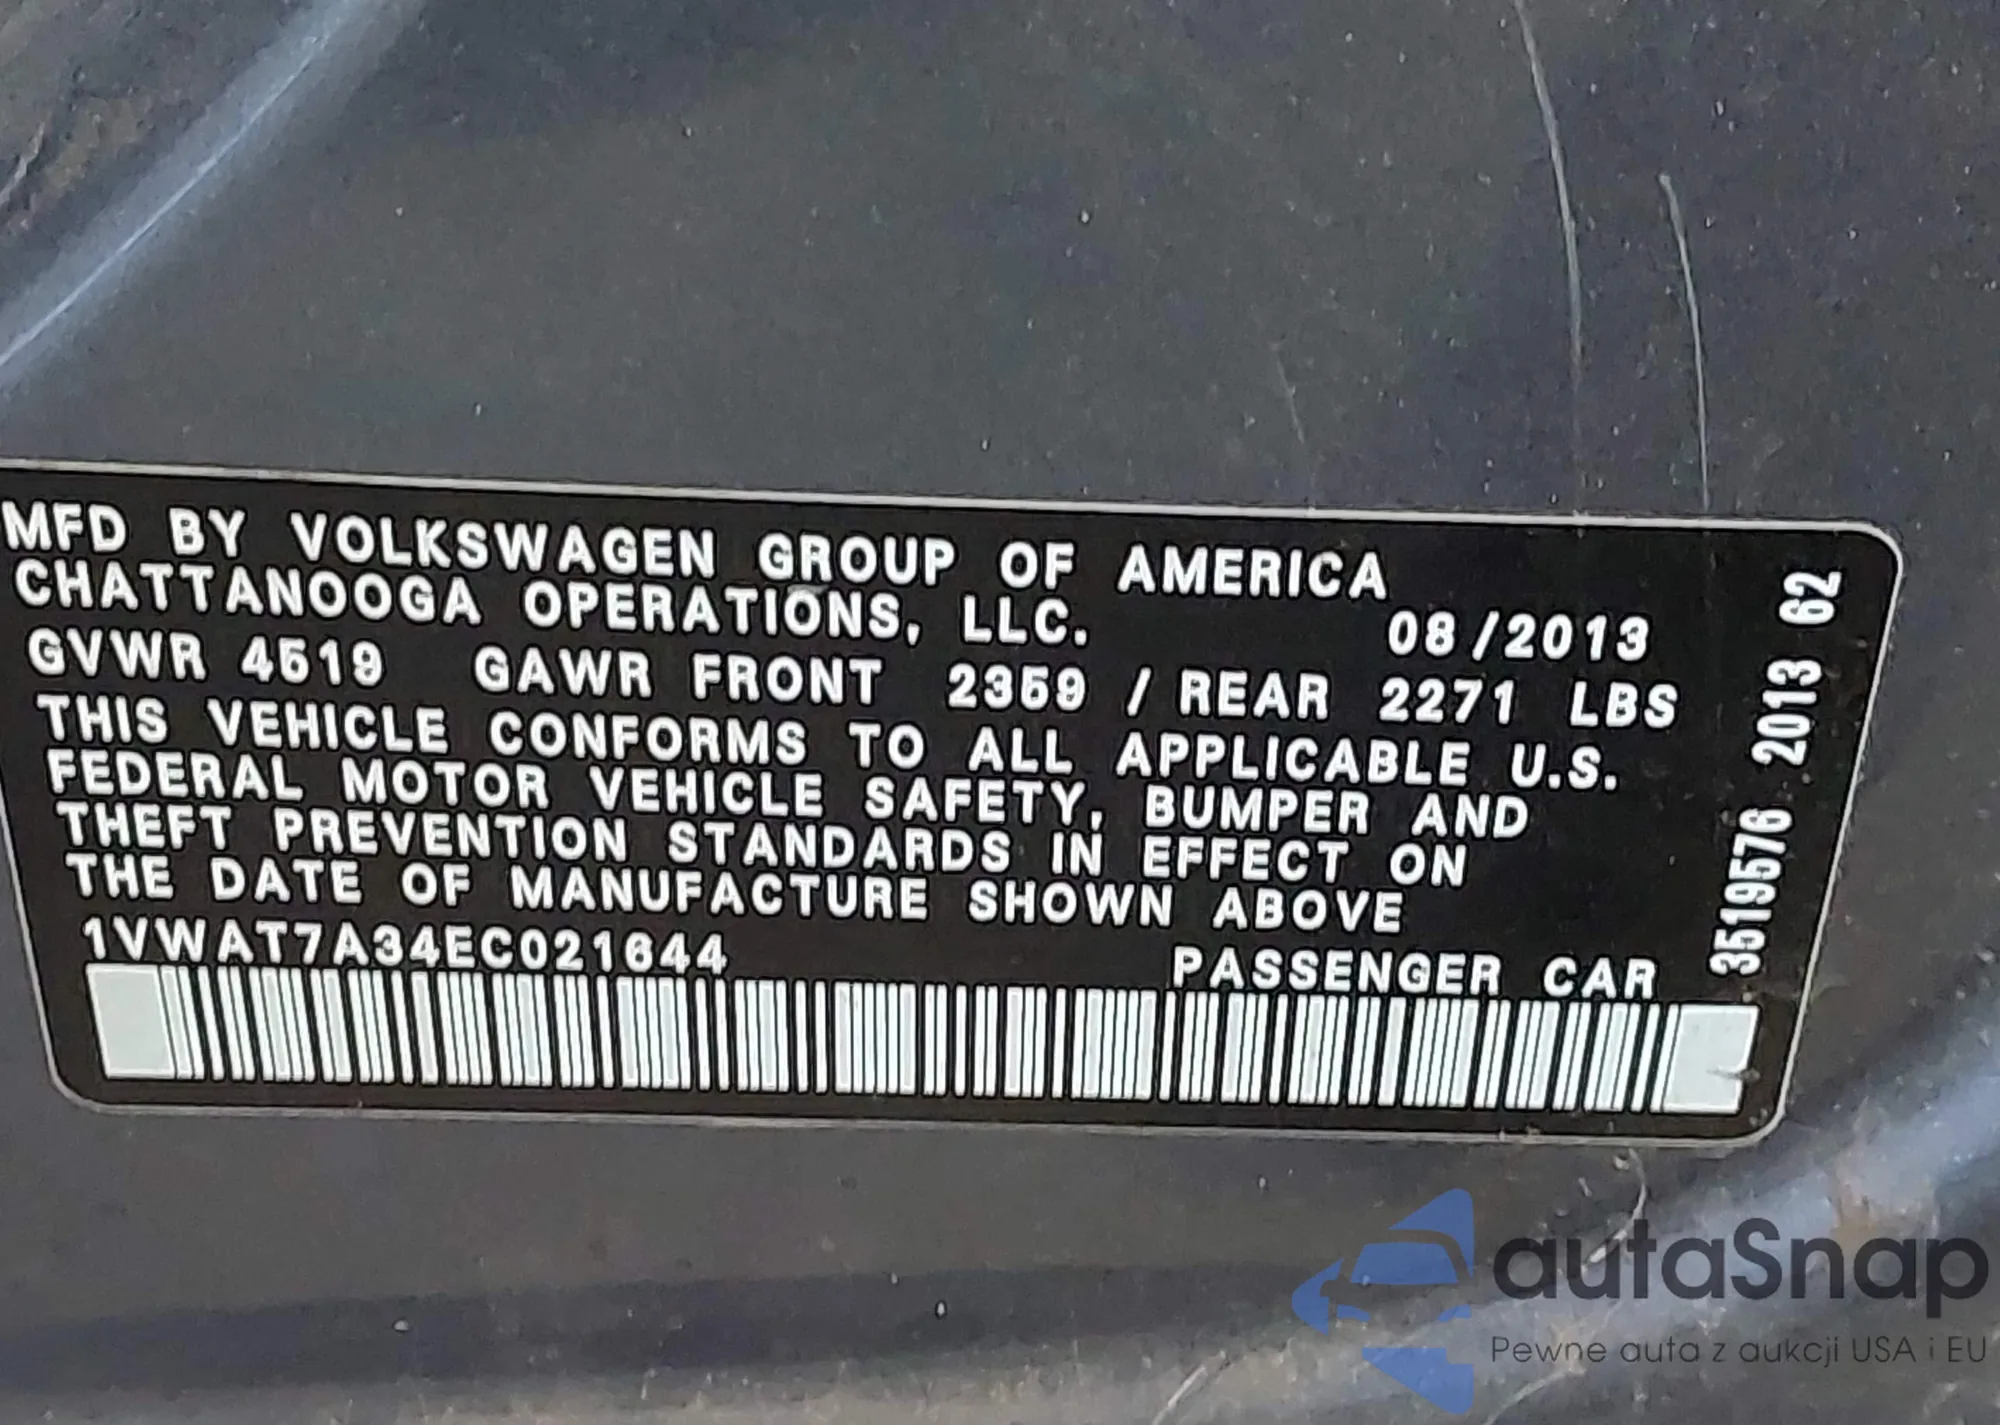 MFD BY VOLKSWAGEN GROUP OF AMERICA
CHATTANOOGA OPERATIONS, LLC.
08/2013
GVWR 4519 GAWR FRONT 2359 / REAR 2271 LBS
THIS VEHICLE CONFORMS TO ALL APPLICABLE U.S.
FEDERAL MOTOR VEHICLE SAFETY, BUMPER AND
THEFT PREVENTION STANDARDS IN EFFECT ON
THE DATE OF MANUFACTURE SHOWN ABOVE
1VWAT7A34EC021644 PASSENGER CAR
3519576 2013 62
autaSnap
Pewne auta z aukcji USA i EU